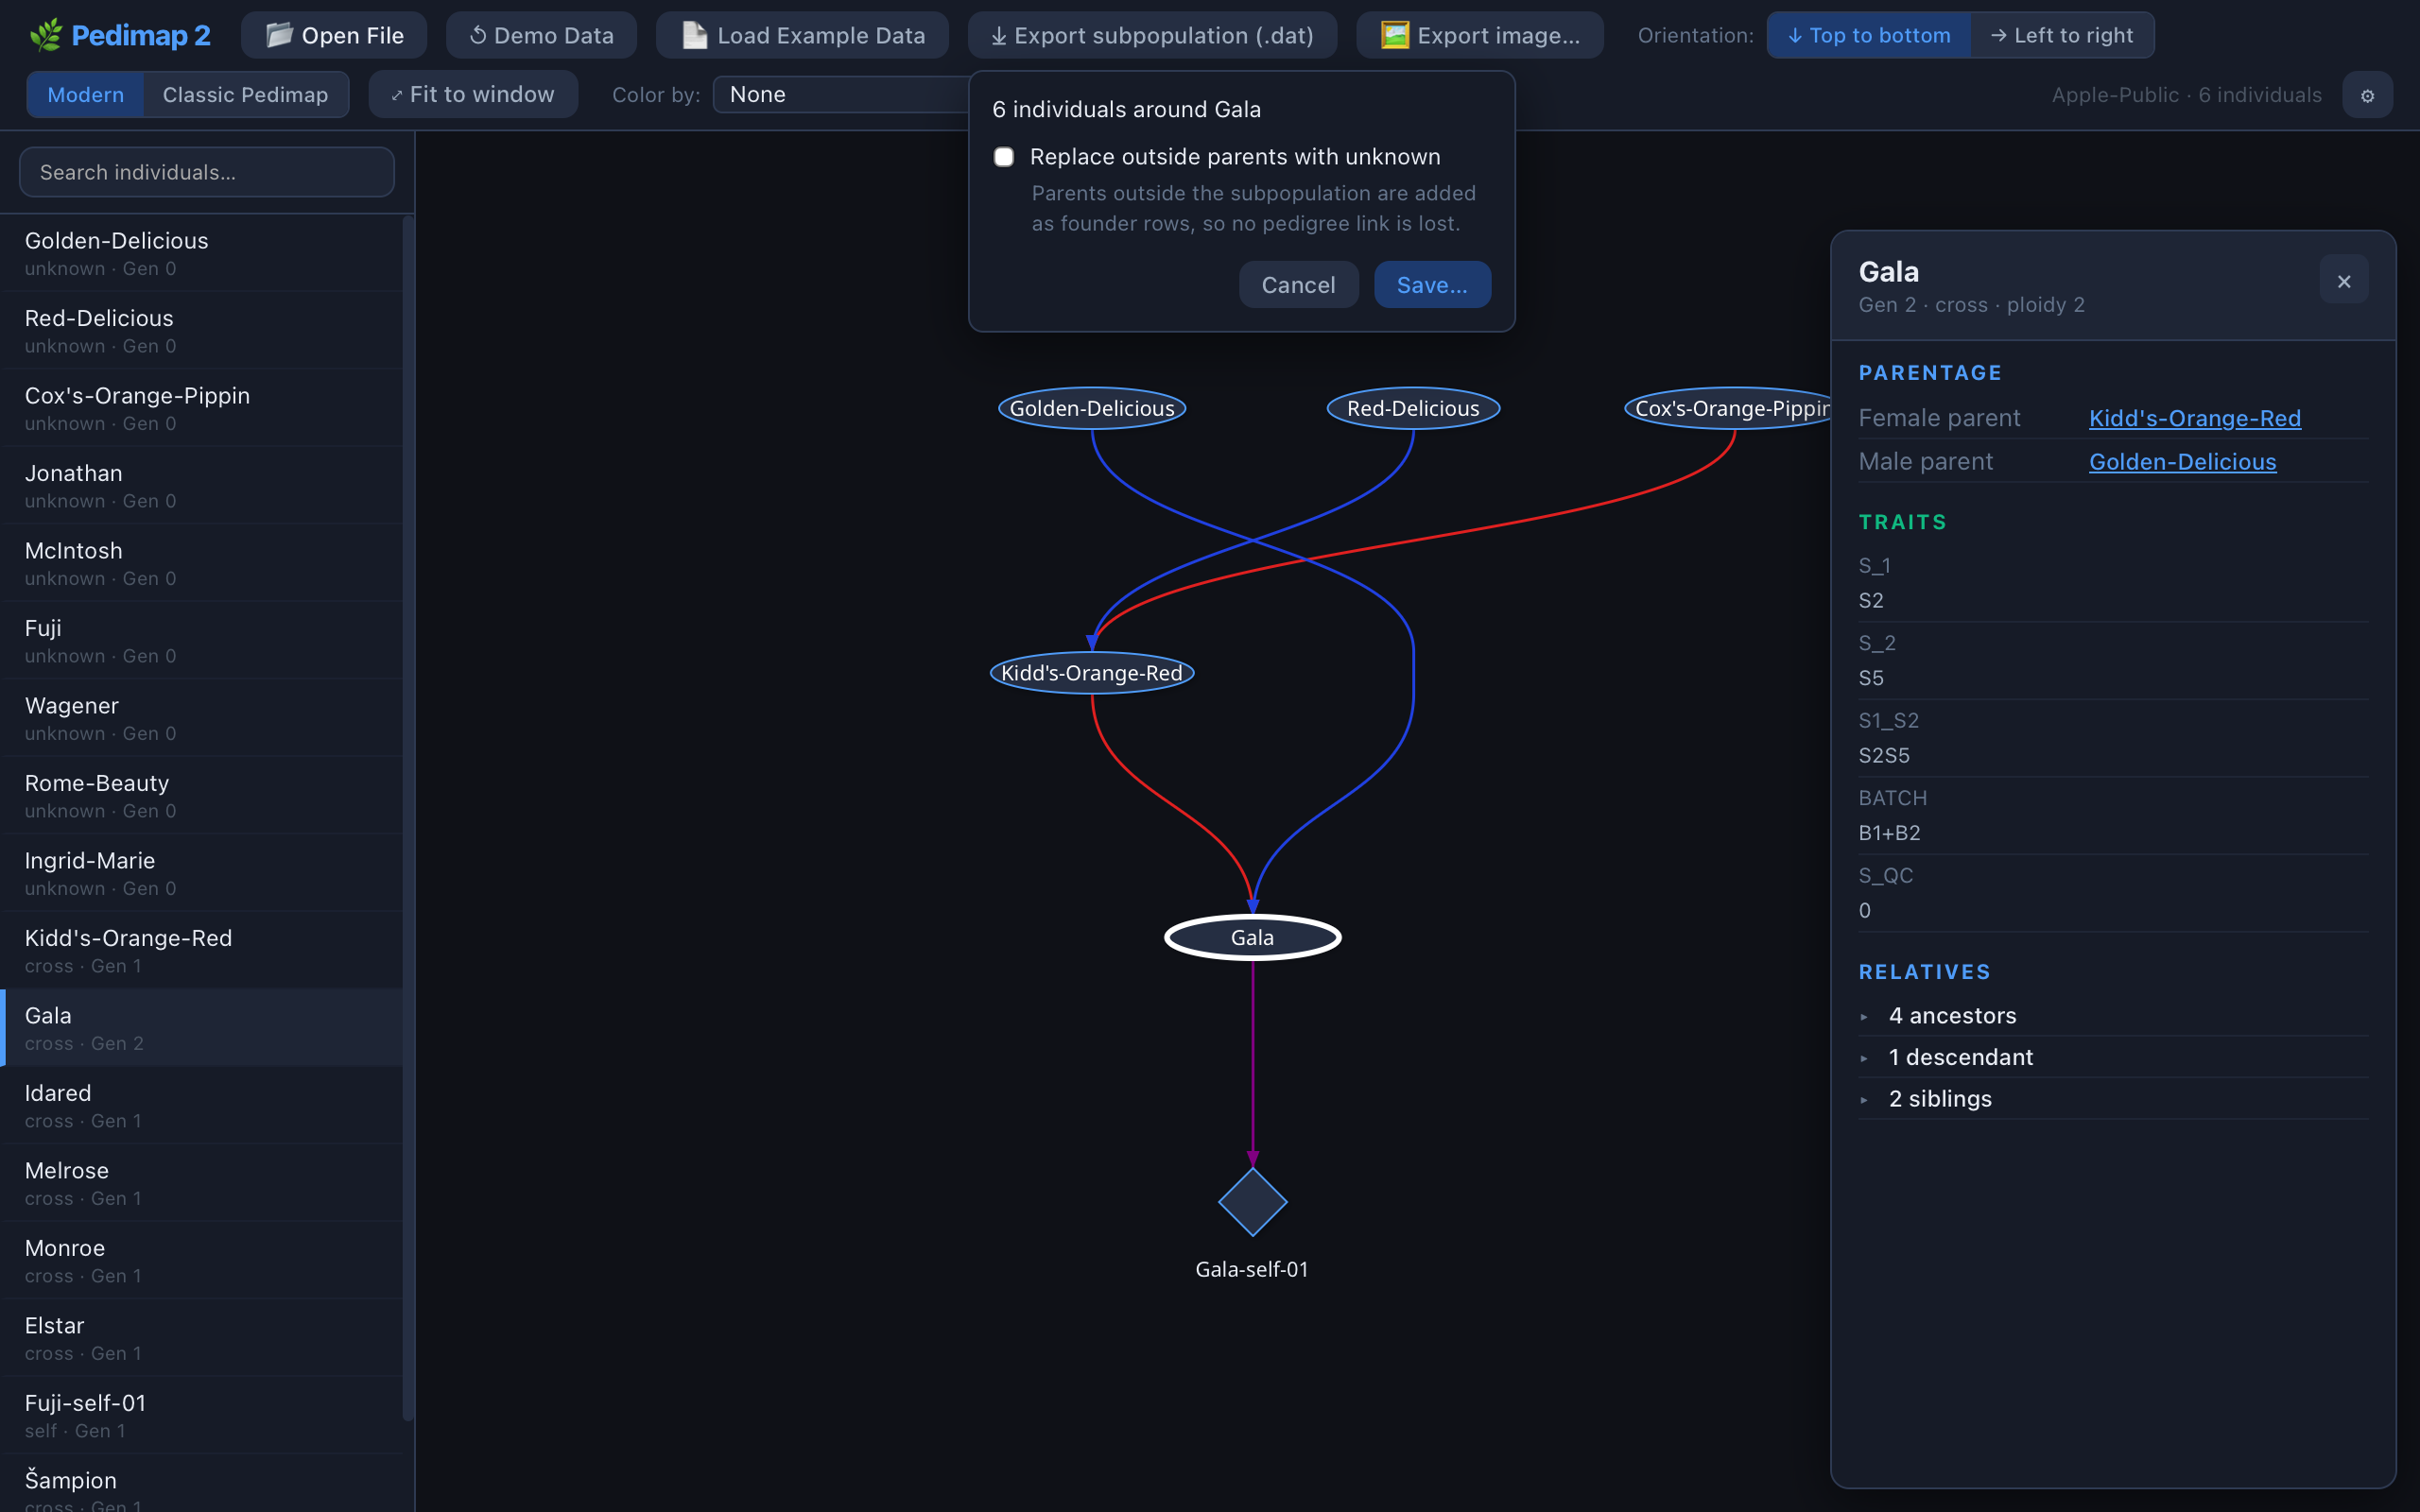 Pedimap 2
Open File
Demo Data
Load Example Data
Export subpopulation (.dat)
Export image...
Orientation:
Top to bottom
Left to right
Modern
Classic Pedimap
Fit to window
Color by:
None
Apple-Public · 6 individuals
6 individuals around Gala
Replace outside parents with unknown
Parents outside the subpopulation are added
as founder rows, so no pedigree link is lost.
Cancel
Save...
Search individuals...
Golden-Delicious
unknown · Gen 0
Red-Delicious
unknown · Gen 0
Cox's-Orange-Pippin
unknown · Gen 0
Jonathan
unknown · Gen 0
McIntosh
unknown · Gen 0
Fuji
unknown · Gen 0
Wagener
unknown · Gen 0
Rome-Beauty
unknown · Gen 0
Ingrid-Marie
unknown · Gen 0
Kidd's-Orange-Red
cross · Gen 1
Gala
cross · Gen 2
Idared
cross · Gen 1
Melrose
cross · Gen 1
Monroe
cross · Gen 1
Elstar
cross · Gen 1
Fuji-self-01
self · Gen 1
Šampion
cross · Gen 1
Golden-Delicious
Red-Delicious
Cox's-Orange-Pippin
Kidd's-Orange-Red
Gala
Gala-self-01
Gala
Gen 2 · cross · ploidy 2
PARENTAGE
Female parent Kidd's-Orange-Red
Male parent Golden-Delicious
TRAITS
S_1
S2
S_2
S5
S1_S2
S2S5
BATCH
B1+B2
S_QC
0
RELATIVES
4 ancestors
1 descendant
2 siblings